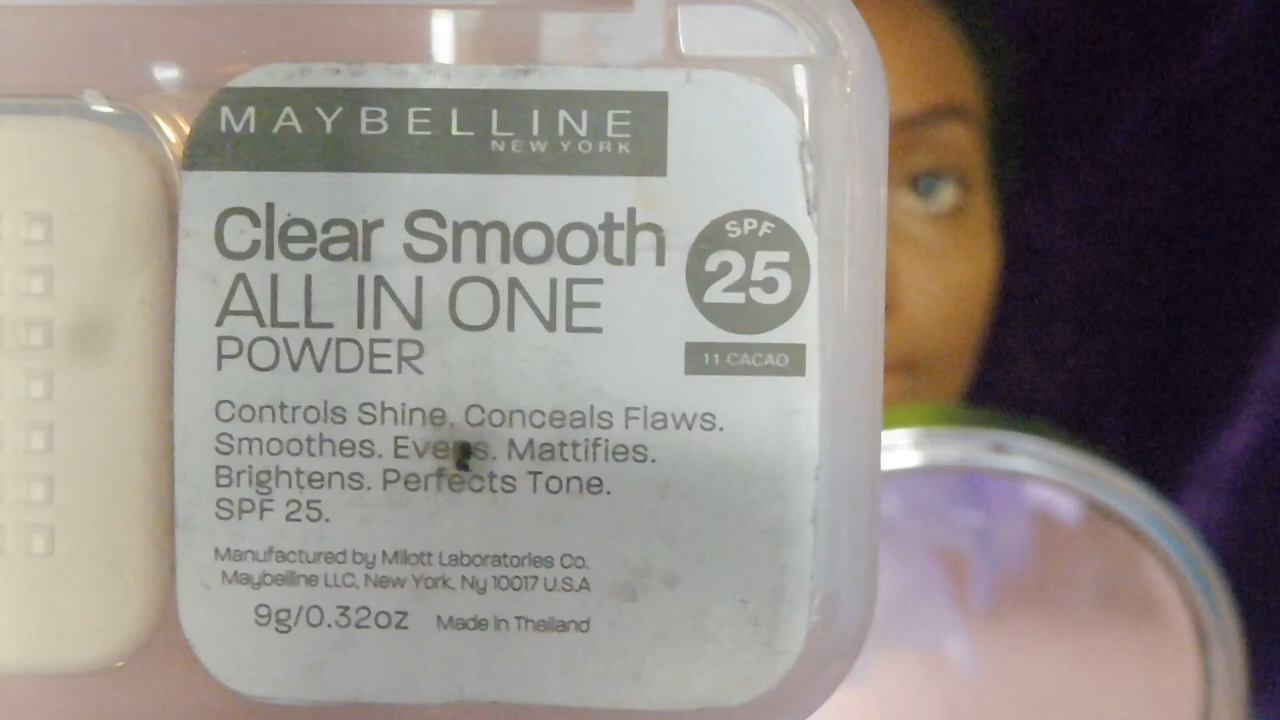 MAYBELLINE
NEW YORK
Clear Smooth
ALL IN ONE
POWDER
SPF
25
11 CACAO
Controls Shine. Conceals Flaws.
Smoothes. Evens. Mattifies.
Brightens. Perfects Tone.
SPF 25.
Manufactured by Milott Laboratories Co.
Maybelline LLC, New York, Ny 10017 U.S.A
9g/0.32oz Made in Thailand